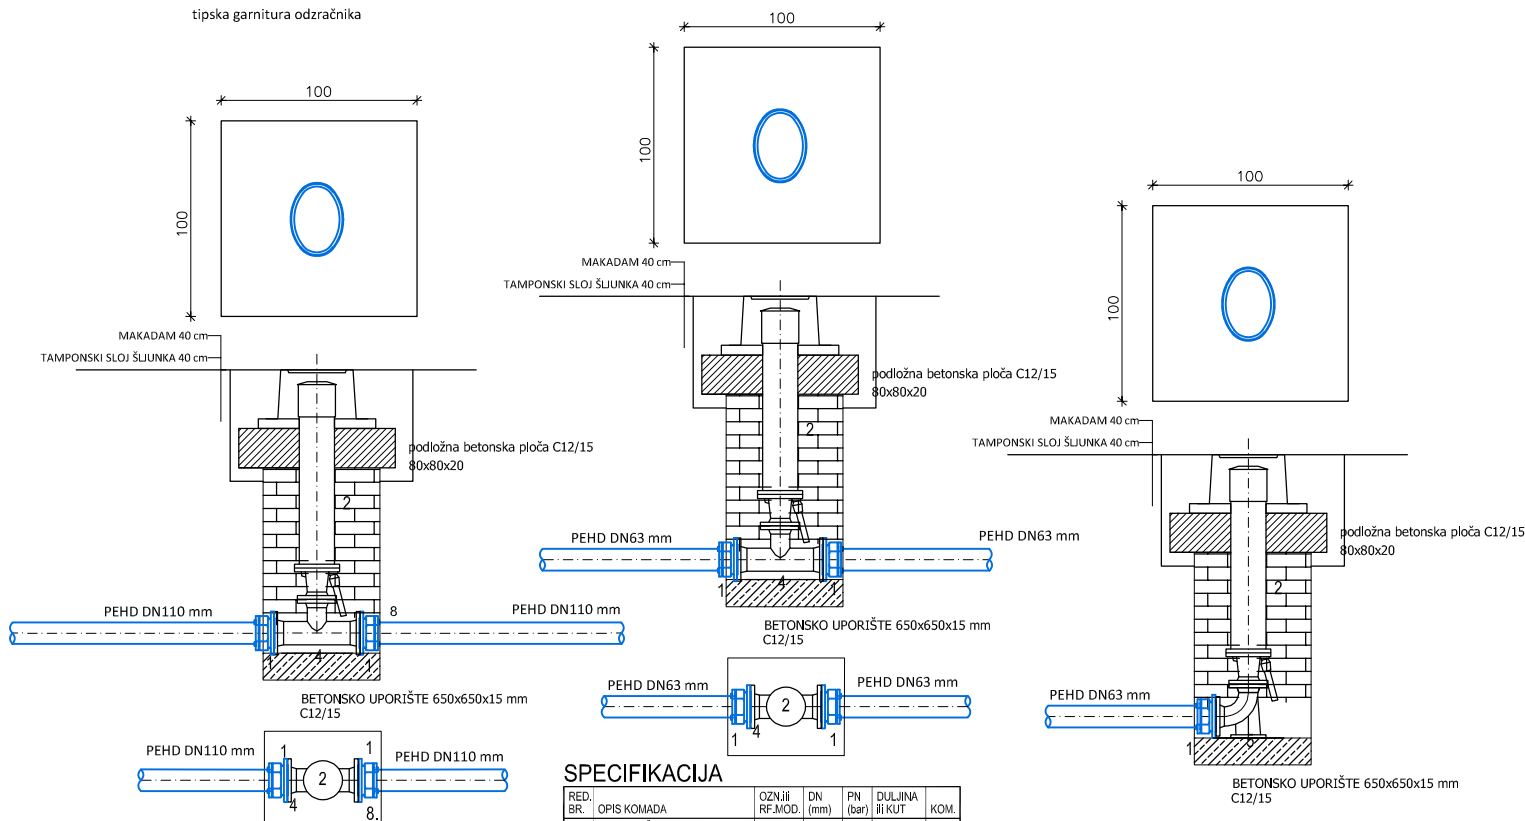 tipska garnitura odzračnika
100
100
MAKADAM 40 cm
TAMPONSKI SLOJ ŠLJUNKA 40 cm
podložna betonska ploča C12/15
80x80x20
2
PEHD DN110 mm
8
PEHD DN110 mm
1
4
1
BETONSKO UPORIŠTE 650x650x15 mm
C12/15
PEHD DN110 mm
1
1
PEHD DN110 mm
2
4
8.
100
100
MAKADAM 40 cm
TAMPONSKI SLOJ ŠLJUNKA 40 cm
podložna betonska ploča C12/15
80x80x20
2
PEHD DN63 mm
PEHD DN63 mm
1
4
1
BETONSKO UPORIŠTE 650x650x15 mm
C12/15
PEHD DN63 mm
PEHD DN63 mm
2
1
4
1
100
100
MAKADAM 40 cm
TAMPONSKI SLOJ ŠLJUNKA 40 cm
podložna betonska ploča C12/15
80x80x20
2
PEHD DN63 mm
1
BETONSKO UPORIŠTE 650x650x15 mm
C12/15
SPECIFIKACIJA
RED. BR. OPIS KOMADA OZN.ili RF.MOD. DN (mm) PN (bar) DULJINA ili KUT KOM.